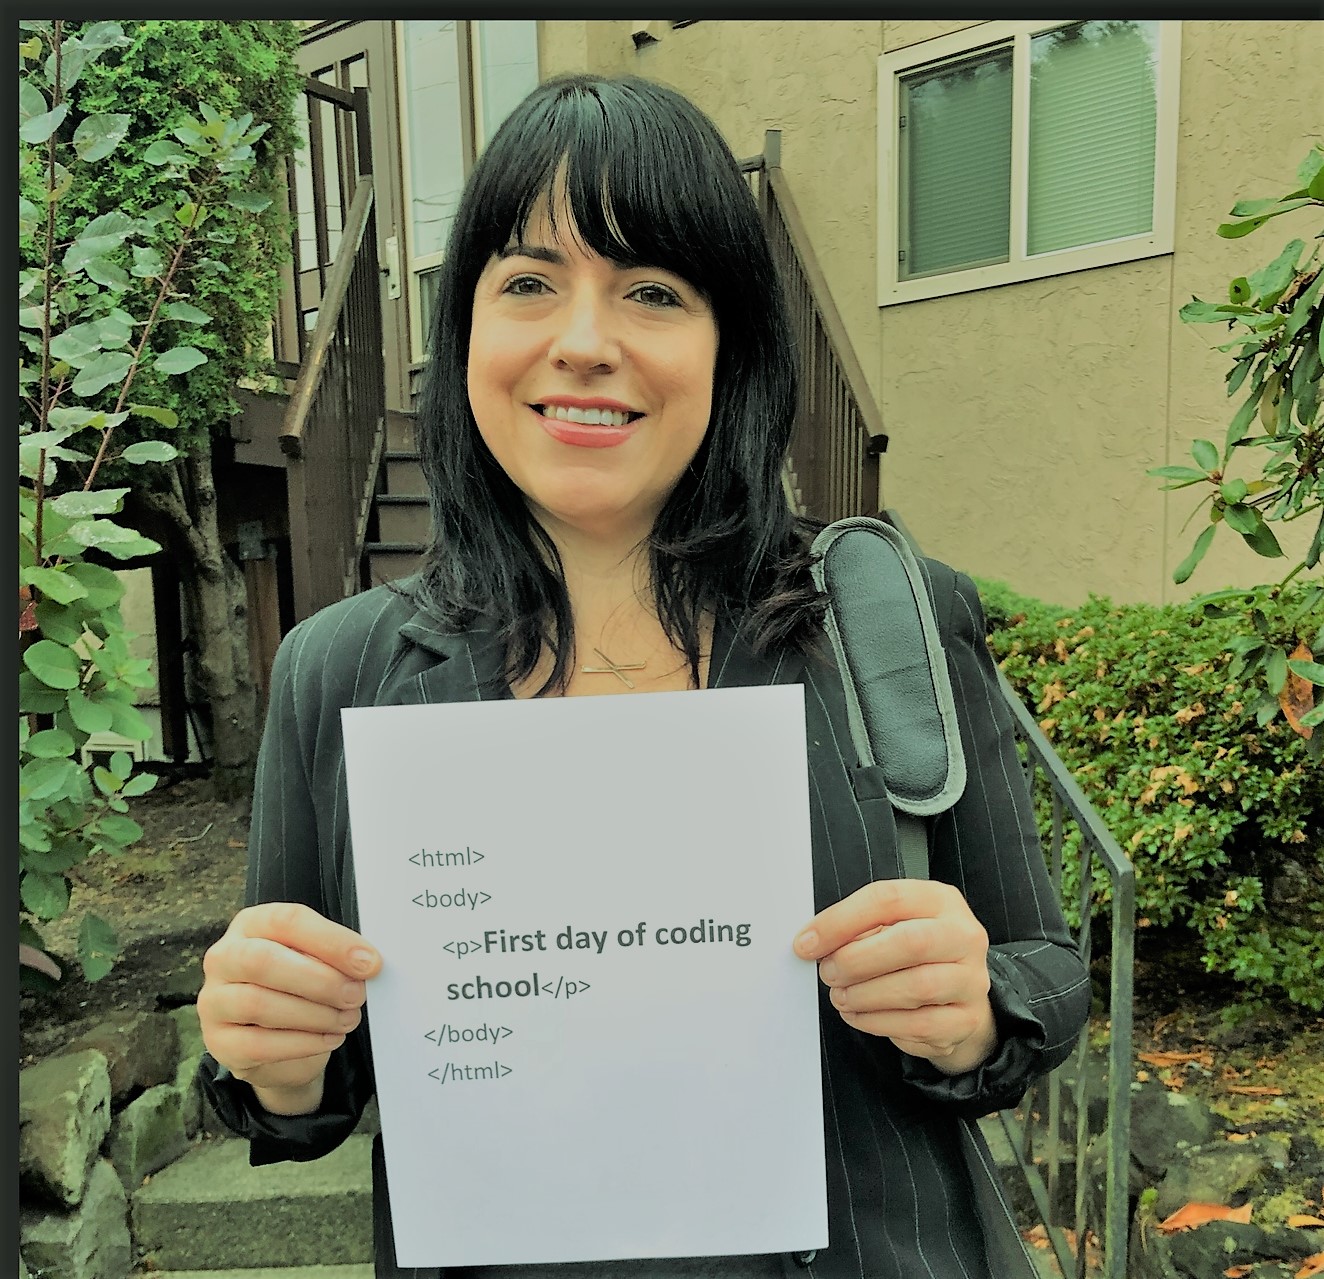 <html>
<body>
<p>First day of coding
school</p>
</body>
</html>